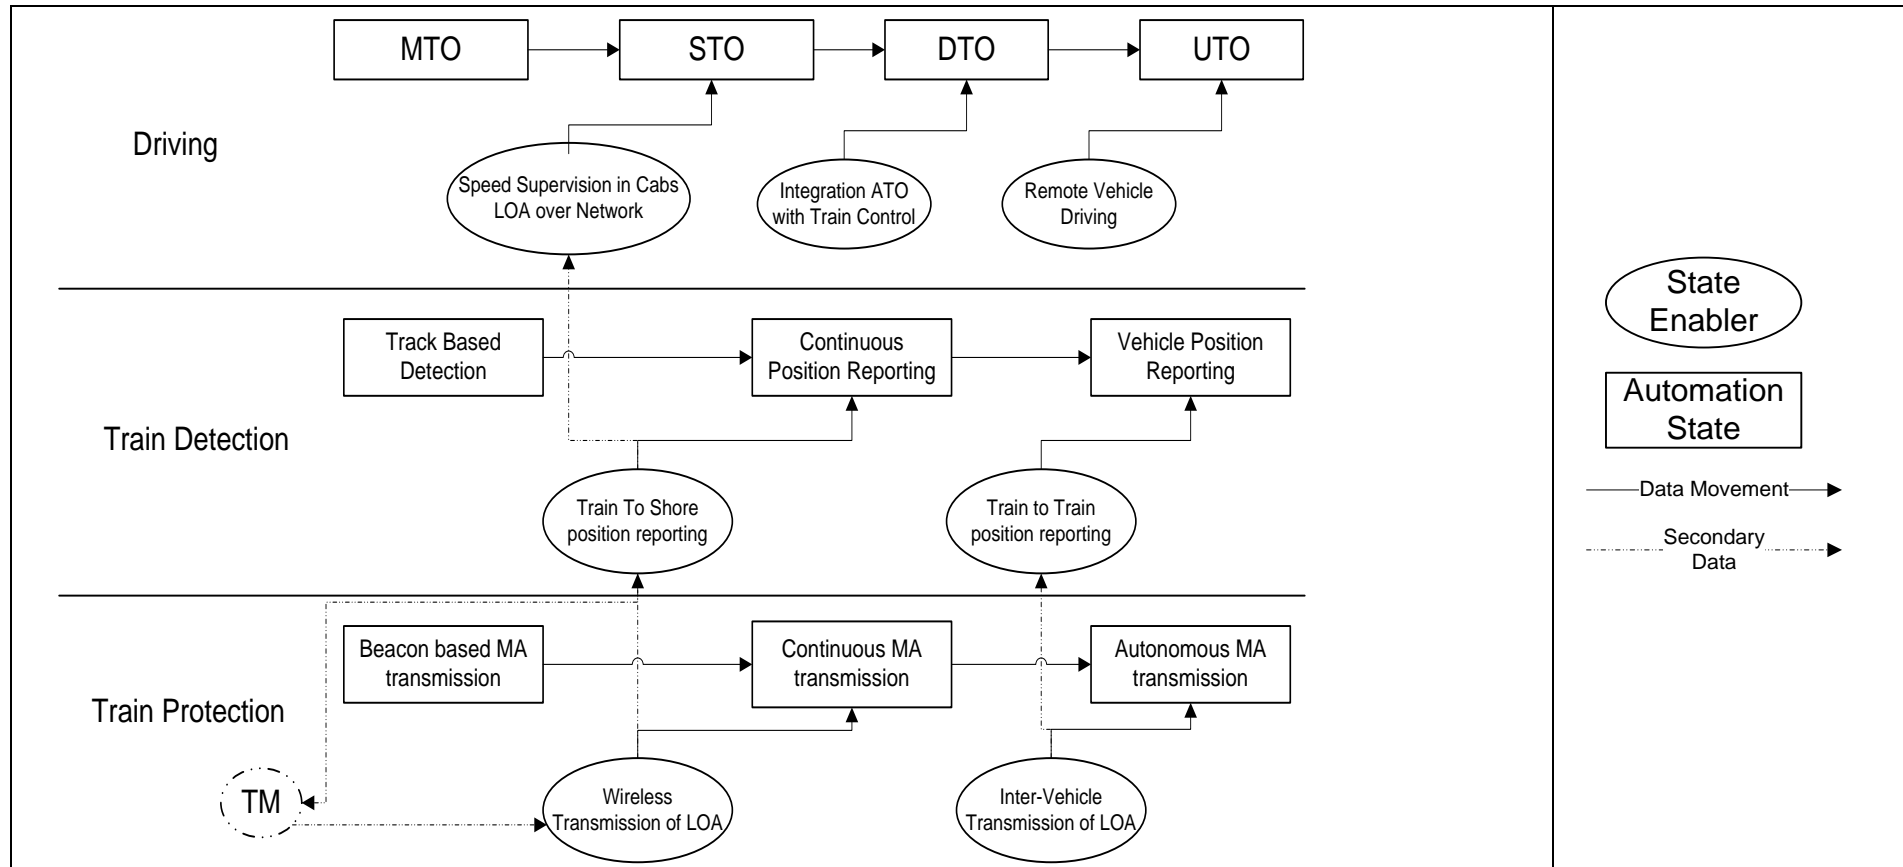 MTO
STO
DTO
UTO
Driving
Speed Supervision in Cabs
LOA over Network
Integration ATO
with Train Control
Remote Vehicle
Driving
Track Based
Detection
Continuous
Position Reporting
Vehicle Position
Reporting
Train Detection
Train To Shore
position reporting
Train to Train
position reporting
Beacon based MA
transmission
Continuous MA
transmission
Autonomous MA
transmission
Train Protection
TM
Wireless
Transmission of LOA
Inter-Vehicle
Transmission of LOA
State
Enabler
Automation
State
Data Movement
Secondary
Data